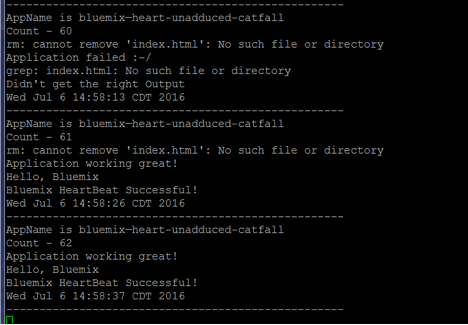 ---------------------------------------------------
AppName is bluemix-heart-unadduced-catfall
Count - 60
rm: cannot remove 'index.html': No such file or directory
Application failed :-/
grep: index.html: No such file or directory
Didn't get the right Output
Wed Jul 6 14:58:13 CDT 2016
---------------------------------------------------
AppName is bluemix-heart-unadduced-catfall
Count - 61
rm: cannot remove 'index.html': No such file or directory
Application working great!
Hello, Bluemix
Bluemix HeartBeat Successful!
Wed Jul 6 14:58:26 CDT 2016
---------------------------------------------------
AppName is bluemix-heart-unadduced-catfall
Count - 62
Application working great!
Hello, Bluemix
Bluemix HeartBeat Successful!
Wed Jul 6 14:58:37 CDT 2016
---------------------------------------------------